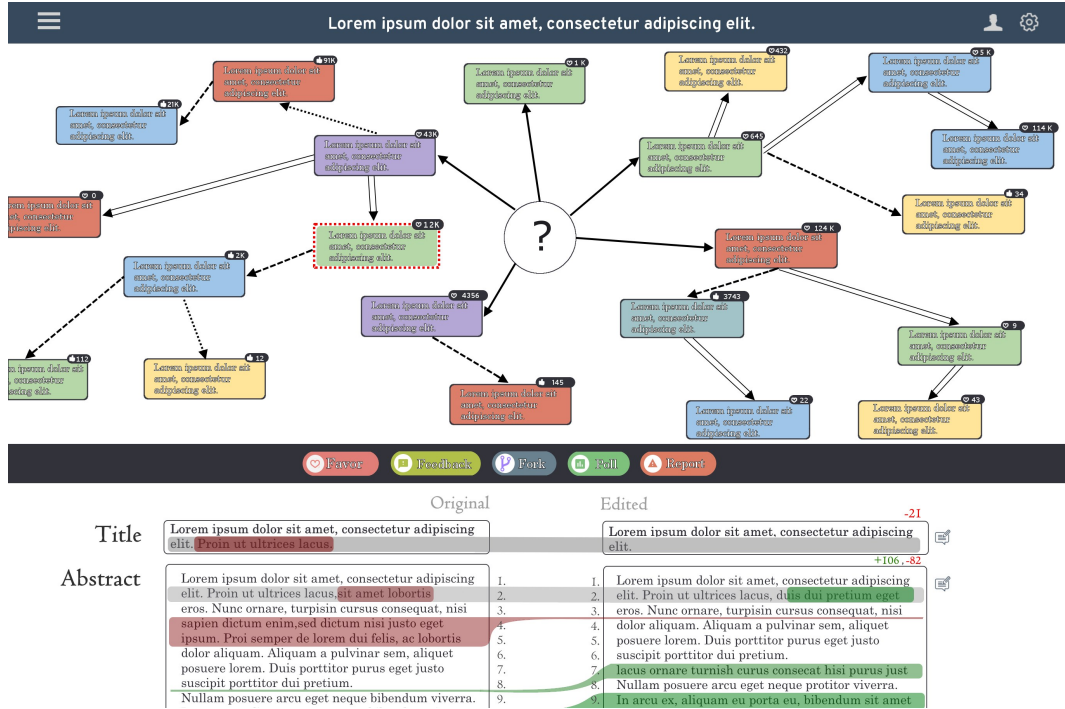 Lorem ipsum dolor sit amet, consectetur adipiscing elit.
91K
Lorem ipsum dolor sit
amet, consectetur
adipiscing elit.
21K
Lorem ipsum dolor sit
amet, consectetur
adipiscing elit.
1 K
Lorem ipsum dolor sit
amet, consectetur
adipiscing elit.
432
Lorem ipsum dolor sit
amet, consectetur
adipiscing elit.
5 K
Lorem ipsum dolor sit
amet, consectetur
adipiscing elit.
43K
Lorem ipsum dolor sit
amet, consectetur
adipiscing elit.
645
Lorem ipsum dolor sit
amet, consectetur
adipiscing elit.
114 K
Lorem ipsum dolor sit
amet, consectetur
adipiscing elit.
0
ipsum dolor sit
consectetur
elit.
34
Lorem ipsum dolor sit
amet, consectetur
adipiscing elit.
12K
Lorem ipsum dolor sit
amet, consectetur
adipiscing elit.
?
124 K
Lorem ipsum dolor sit
amet, consectetur
adipiscing elit.
2K
Lorem ipsum dolor sit
amet, consectetur
adipiscing elit.
4356
Lorem ipsum dolor sit
amet, consectetur
adipiscing elit.
3743
Lorem ipsum dolor sit
amet, consectetur
adipiscing elit.
9
Lorem ipsum dolor sit
amet, consectetur
adipiscing elit.
112
ipsum dolor sit
, consectetur
elit.
12
Lorem ipsum dolor sit
amet, consectetur
adipiscing elit.
145
Lorem ipsum dolor sit
amet, consectetur
adipiscing elit.
22
Lorem ipsum dolor sit
amet, consectetur
adipiscing elit.
43
Lorem ipsum dolor sit
amet, consectetur
adipiscing elit.
Favor
Feedback
Fork
Poll
Report
Original
Edited
-21
Title
Lorem ipsum dolor sit amet, consectetur adipiscing
elit. Proin ut ultrices lacus.
Lorem ipsum dolor sit amet, consectetur adipiscing
elit.
+106 , -82
Abstract
Lorem ipsum dolor sit amet, consectetur adipiscing 1.
elit. Proin ut ultrices lacus,sit amet lobortis 2.
eros. Nunc ornare, turpisin cursus consequat, nisi 3.
sapien dictum enim,sed dictum nisi justo eget 4.
ipsum. Proi semper de lorem dui felis, ac lobortis 5.
dolor aliquam. Aliquam a pulvinar sem, aliquet 6.
posuere lorem. Duis porttitor purus eget justo 7.
suscipit porttitor dui pretium. 8.
Nullam posuere arcu eget neque bibendum viverra. 9.
1. Lorem ipsum dolor sit amet, consectetur adipiscing
2. elit. Proin ut ultrices lacus, duis dui pretium eget
3. eros. Nunc ornare, turpisin cursus consequat, nisi
4. dolor aliquam. Aliquam a pulvinar sem, aliquet
5. posuere lorem. Duis porttitor purus eget justo
6. suscipit porttitor dui pretium.
7. lacus ornare turnish curus consecat hisi purus just
8. Nullam posuere arcu eget neque protitor viverra.
9. In arcu ex, aliquam eu porta eu, bibendum sit amet